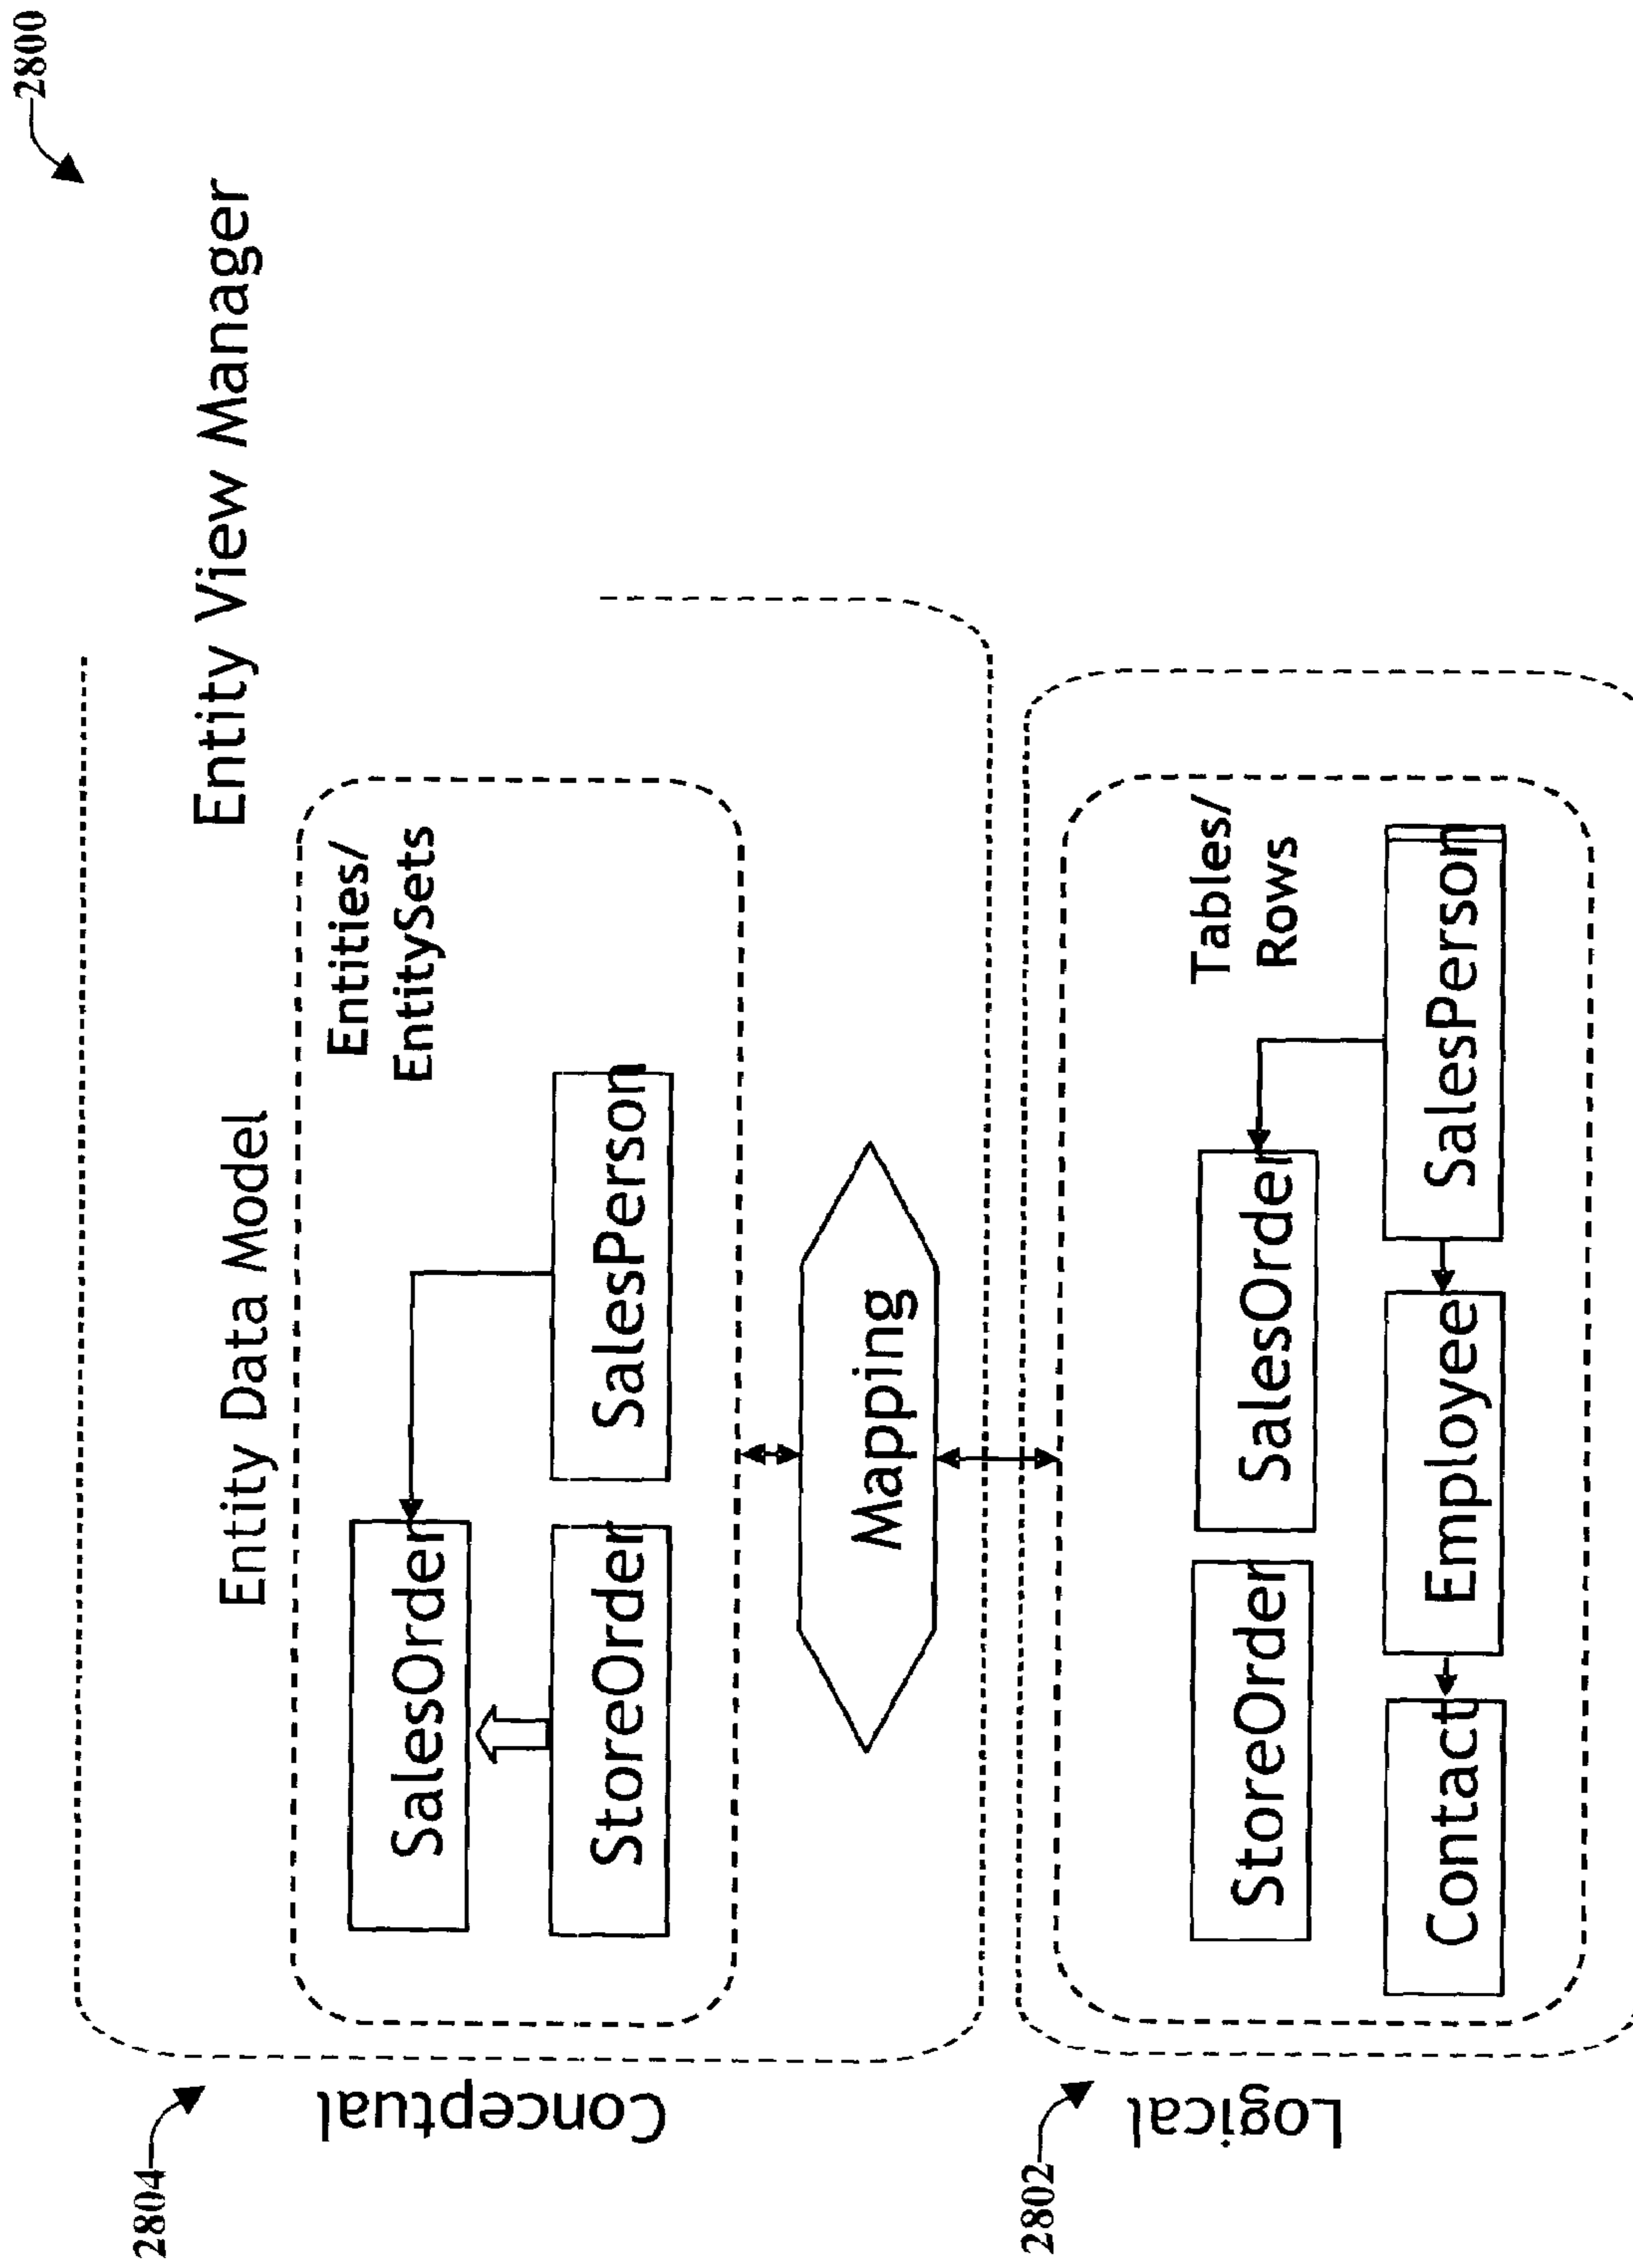 2800
Entity View Manager
Entity Data Model
2804
Conceptual
Entities/
EntitySets
SalesOrder
StoreOrder
SalesPerson
Mapping
2802
Logical
Tables/
Rows
StoreOrder
SalesOrder
Contact
Employee
SalesPerson